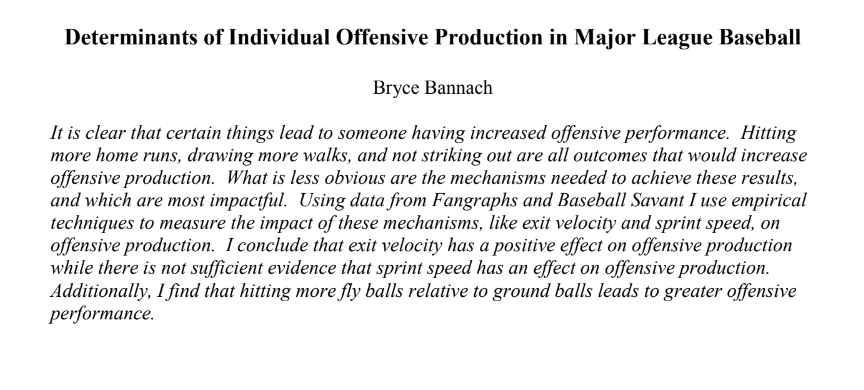 Determinants of Individual Offensive Production in Major League Baseball
Bryce Bannach
It is clear that certain things lead to someone having increased offensive performance. Hitting
more home runs, drawing more walks, and not striking out are all outcomes that would increase
offensive production. What is less obvious are the mechanisms needed to achieve these results,
and which are most impactful. Using data from Fangraphs and Baseball Savant I use empirical
techniques to measure the impact of these mechanisms, like exit velocity and sprint speed, on
offensive production. I conclude that exit velocity has a positive effect on offensive production
while there is not sufficient evidence that sprint speed has an effect on offensive production.
Additionally, I find that hitting more fly balls relative to ground balls leads to greater offensive
performance.